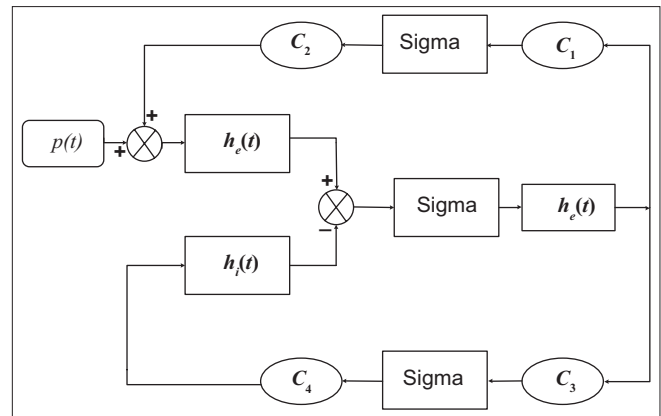 C₂ Sigma C₁
+
p(t) + hₑ(t)
+
Sigma hₑ(t)
−
hᵢ(t)
C₄ Sigma C₃